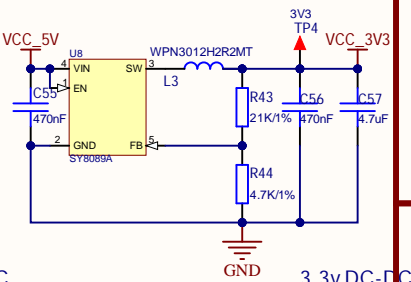 3V3
TP4
VCC_5V
U8
WPN3012H2R2MT
VCC_3V3
4 VIN SW 3
1 EN
L3
C55
470nF
R43
21K/1%
C56
470nF
C57
4.7uF
2 GND FB 5
SY8089A
R44
4.7K/1%
GND
C
3.3v DC-DC